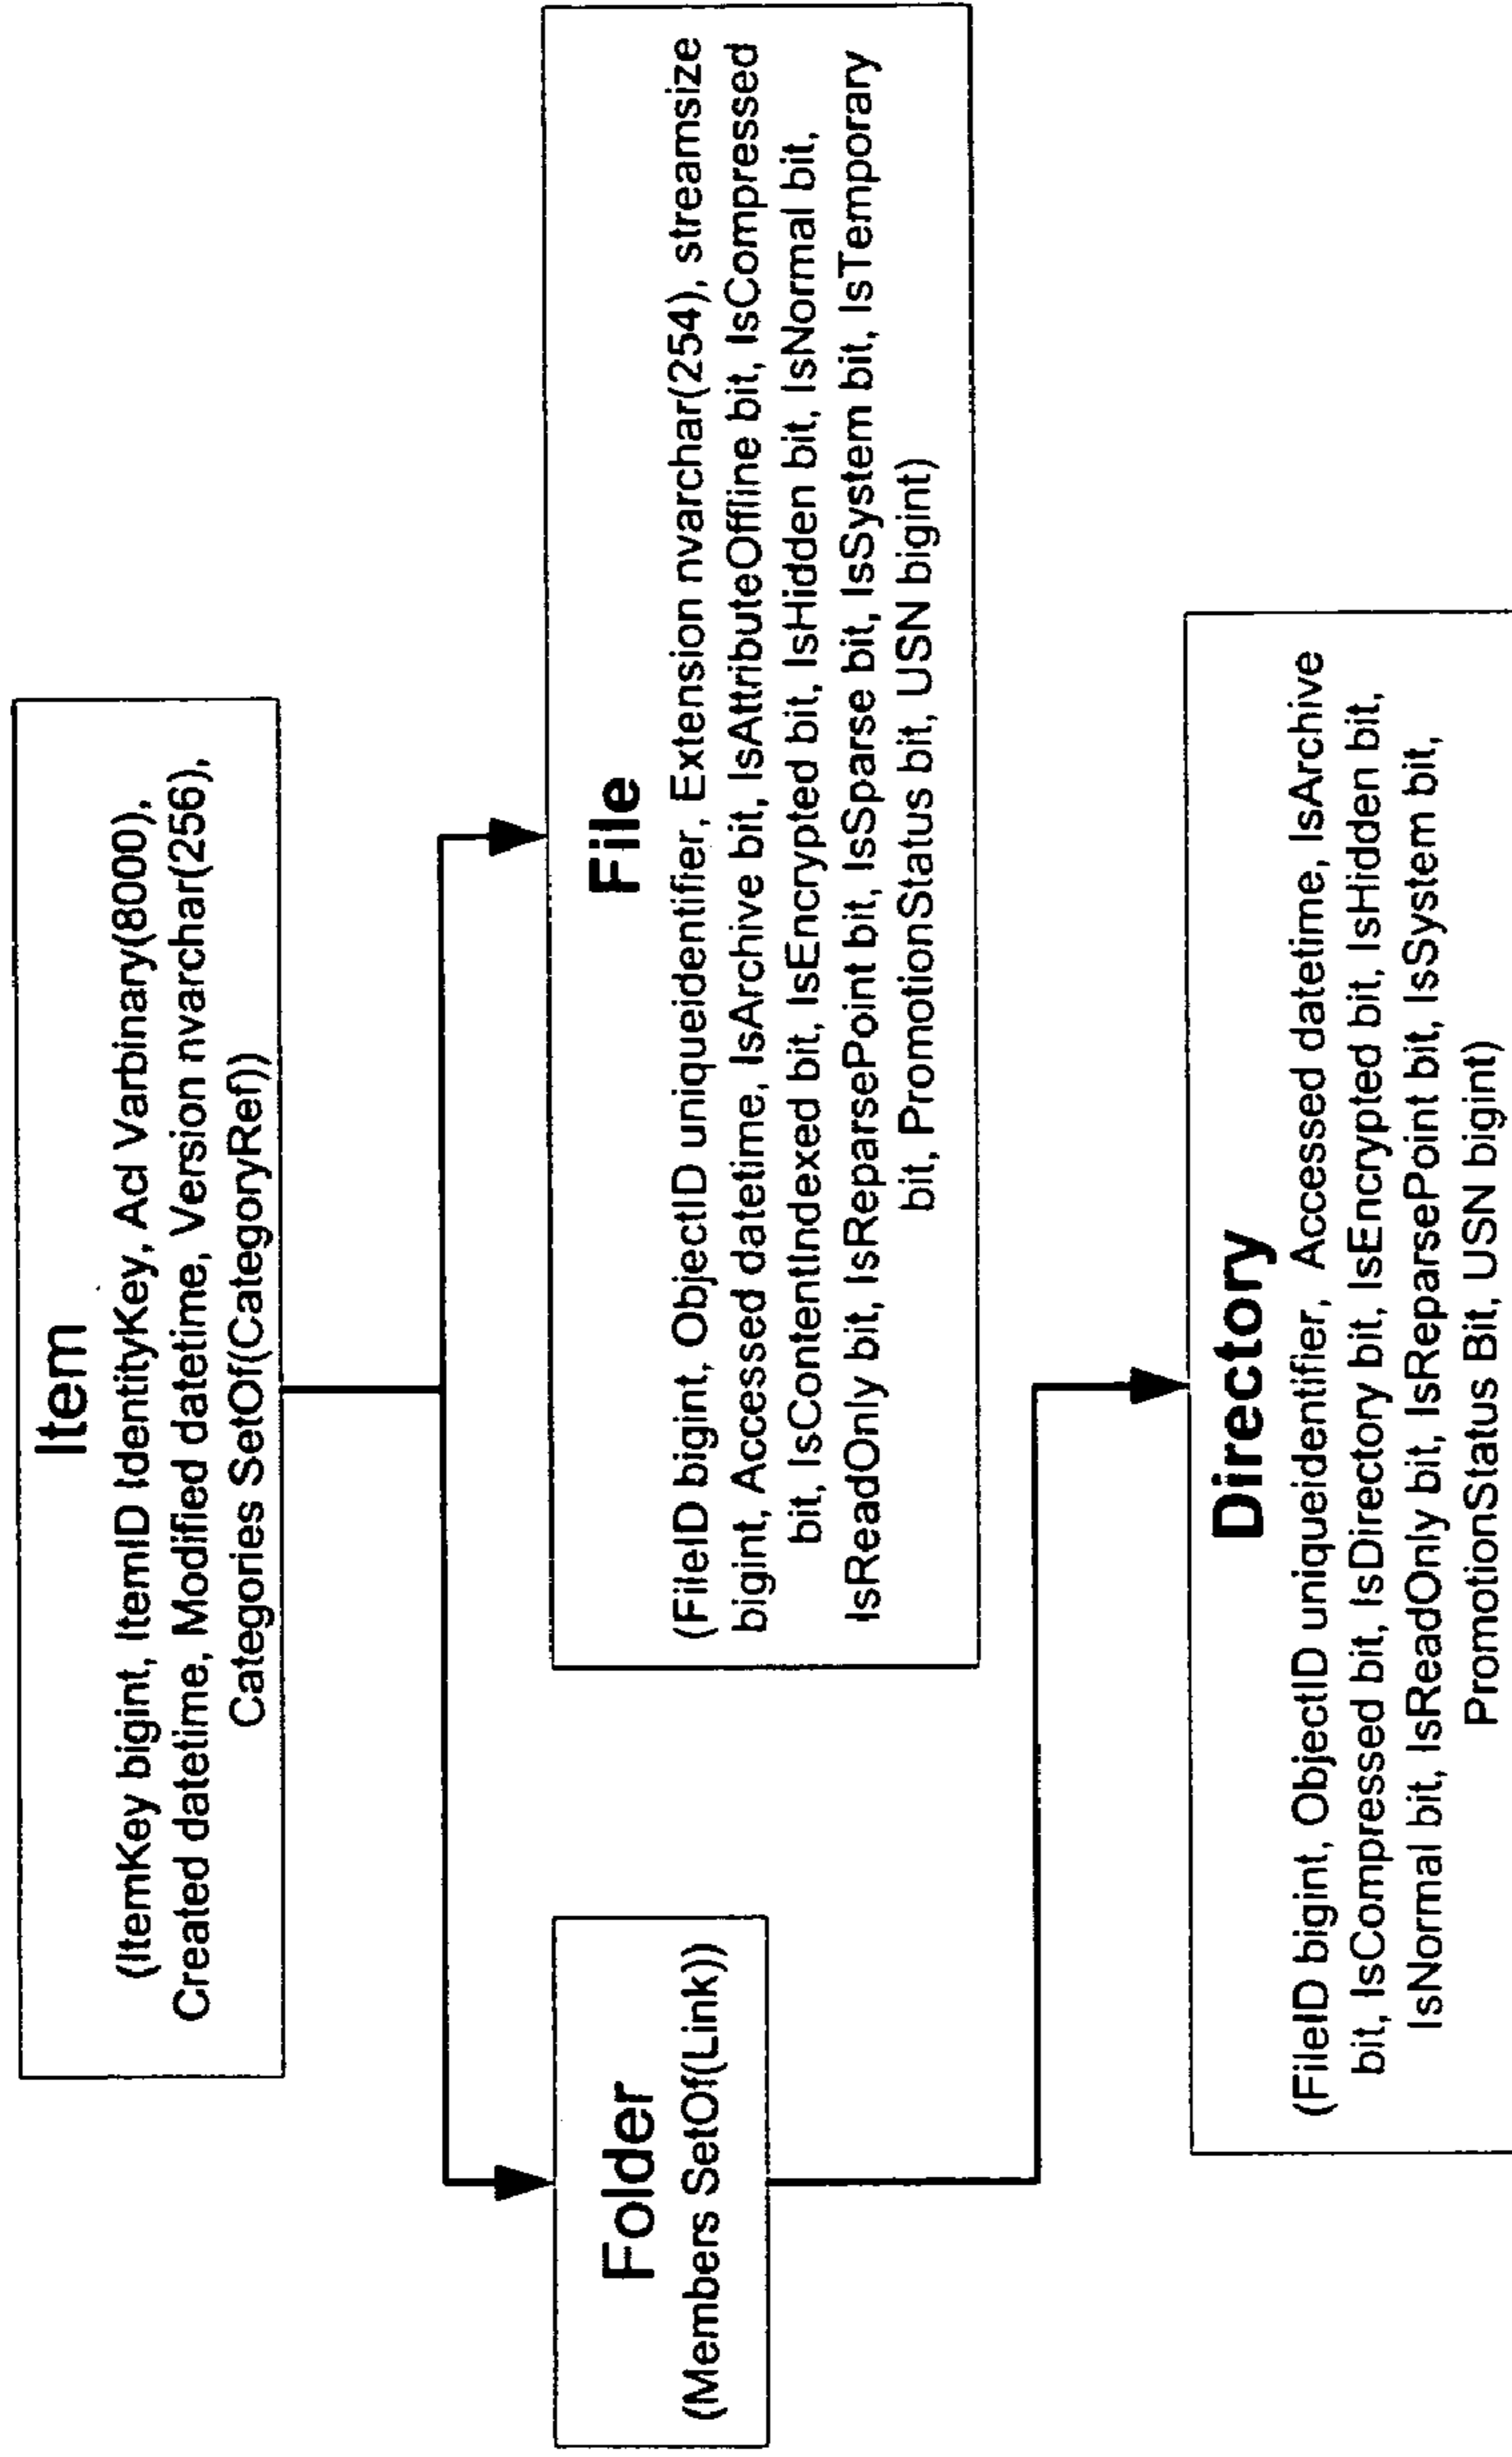 Item
(ItemKey bigint, ItemID IdentityKey, Acl Varbinary(8000),
Created datetime, Modified datetime, Version nvarchar(256),
Categories SetOf(CategoryRef))
Folder
(Members SetOf(Link))
File
(FileID bigint, ObjectID uniqueidentifier, Extension nvarchar(254), streamsize
bigint, Accessed datetime, IsArchive bit, IsAttributeOffline bit, IsCompressed
bit, IsContentIndexed bit, IsEncrypted bit, IsHidden bit, IsNormal bit,
IsReadOnly bit, IsReparsePoint bit, IsSparse bit, IsSystem bit, IsTemporary
bit, PromotionStatus bit, USN bigint)
Directory
(FileID bigint, ObjectID uniqueidentifier, Accessed datetime, IsArchive
bit, IsCompressed bit, IsDirectory bit, IsEncrypted bit, IsHidden bit,
IsNormal bit, IsReadOnly bit, IsReparsePoint bit, IsSystem bit,
PromotionStatus Bit, USN bigint)